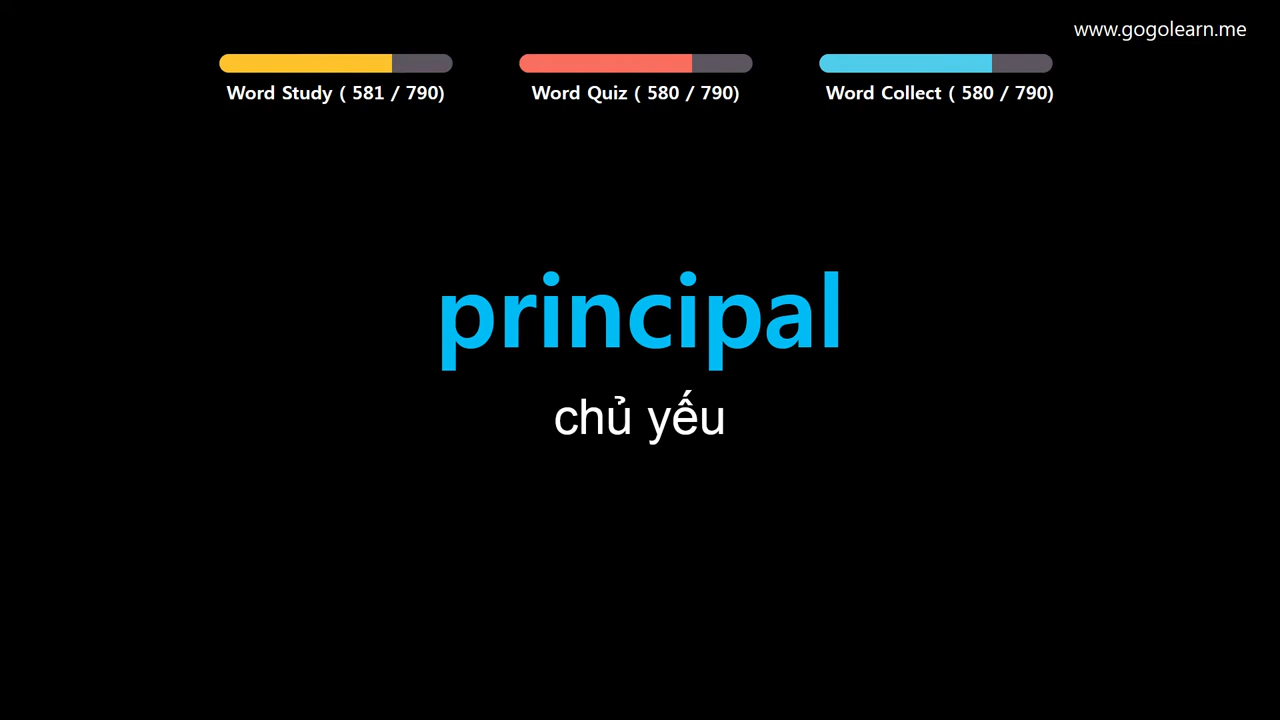 www.gogolearn.me
Word Study ( 581 / 790)
Word Quiz ( 580 / 790)
Word Collect ( 580 / 790)
principal
chủ yếu